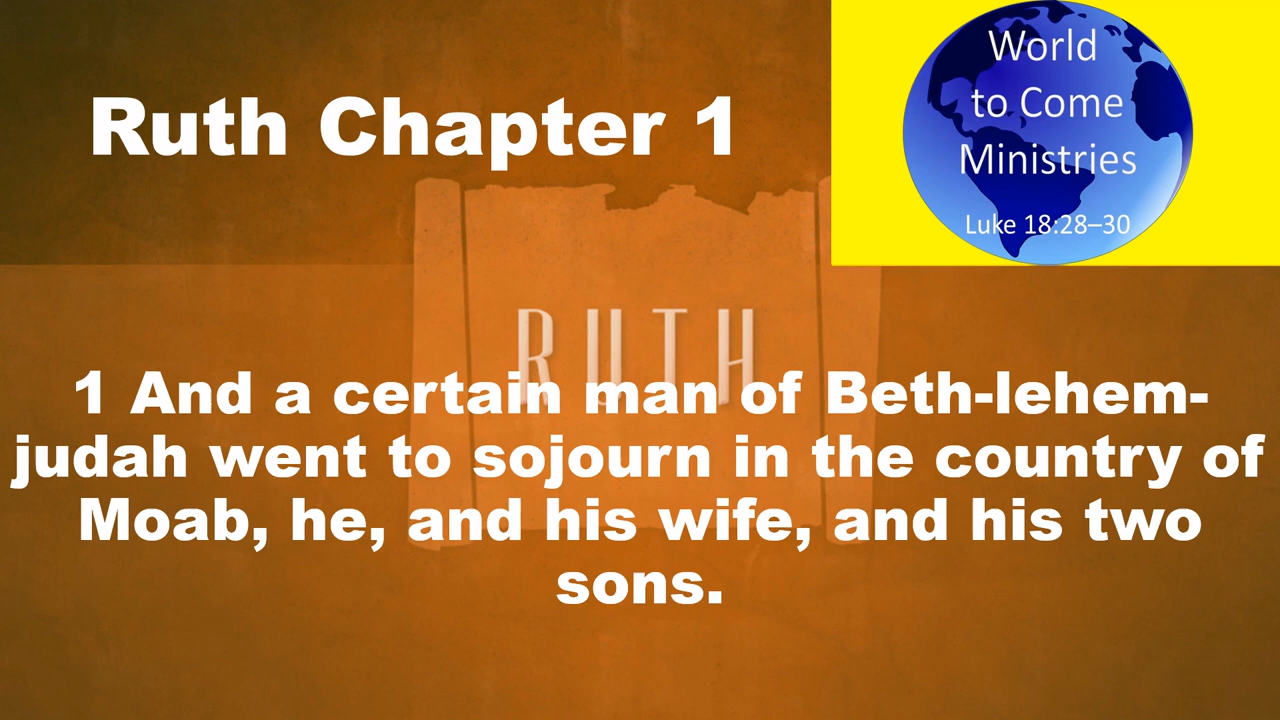 Ruth Chapter 1
World
to Come
Ministries
Luke 18:28–30
RUTH
1 And a certain man of Beth-lehem-
judah went to sojourn in the country of
Moab, he, and his wife, and his two
sons.